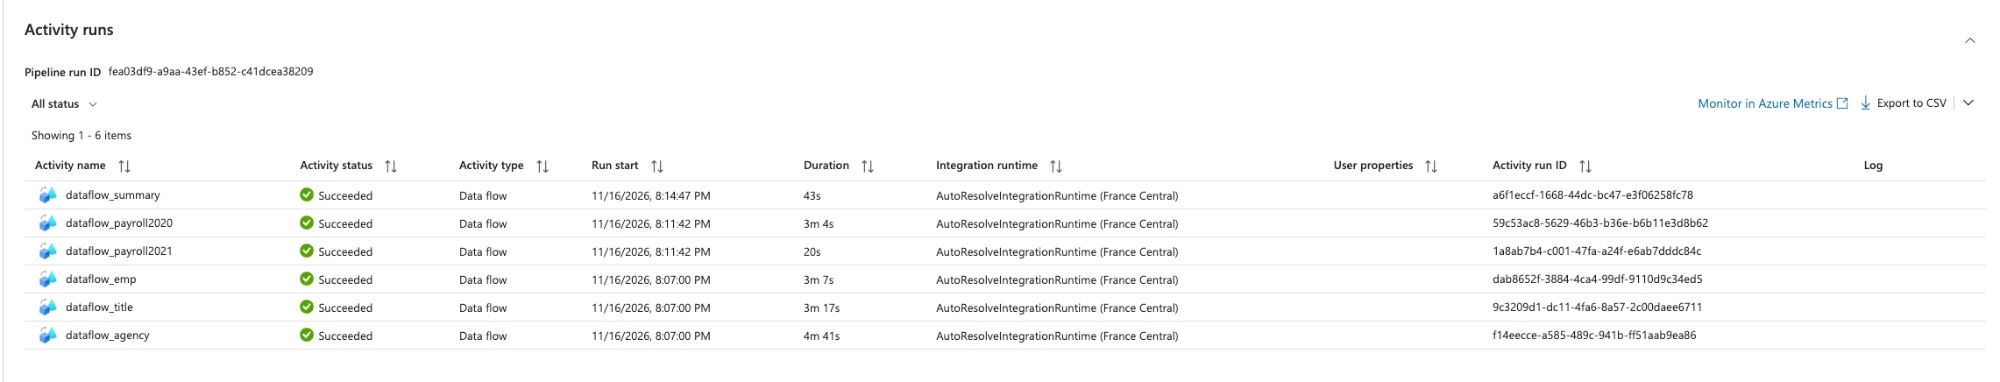 Activity runs
Pipeline run ID fea03df9-a9aa-43ef-b852-c41dcea38209
All status Monitor in Azure Metrics Export to CSV
Showing 1 - 6 items
Activity name Activity status Activity type Run start Duration Integration runtime User properties Activity run ID Log
dataflow_summary Succeeded Data flow 11/16/2026, 8:14:47 PM 43s AutoResolveIntegrationRuntime (France Central) a6f1eccf-1668-44dc-bc47-e3f06258fc78
dataflow_payroll2020 Succeeded Data flow 11/16/2026, 8:11:42 PM 3m 4s AutoResolveIntegrationRuntime (France Central) 59c53ac8-5629-46b3-b36e-b6b11e3d8b62
dataflow_payroll2021 Succeeded Data flow 11/16/2026, 8:11:42 PM 20s AutoResolveIntegrationRuntime (France Central) 1a8ab7b4-c001-47fa-a24f-e6ab7dddc84c
dataflow_emp Succeeded Data flow 11/16/2026, 8:07:00 PM 3m 7s AutoResolveIntegrationRuntime (France Central) dab8652f-3884-4ca4-99df-9110d9c34ed5
dataflow_title Succeeded Data flow 11/16/2026, 8:07:00 PM 3m 17s AutoResolveIntegrationRuntime (France Central) 9c3209d1-dc11-4fa6-8a57-2c00daee6711
dataflow_agency Succeeded Data flow 11/16/2026, 8:07:00 PM 4m 41s AutoResolveIntegrationRuntime (France Central) f14eecce-a585-489c-941b-ff51aab9ea86